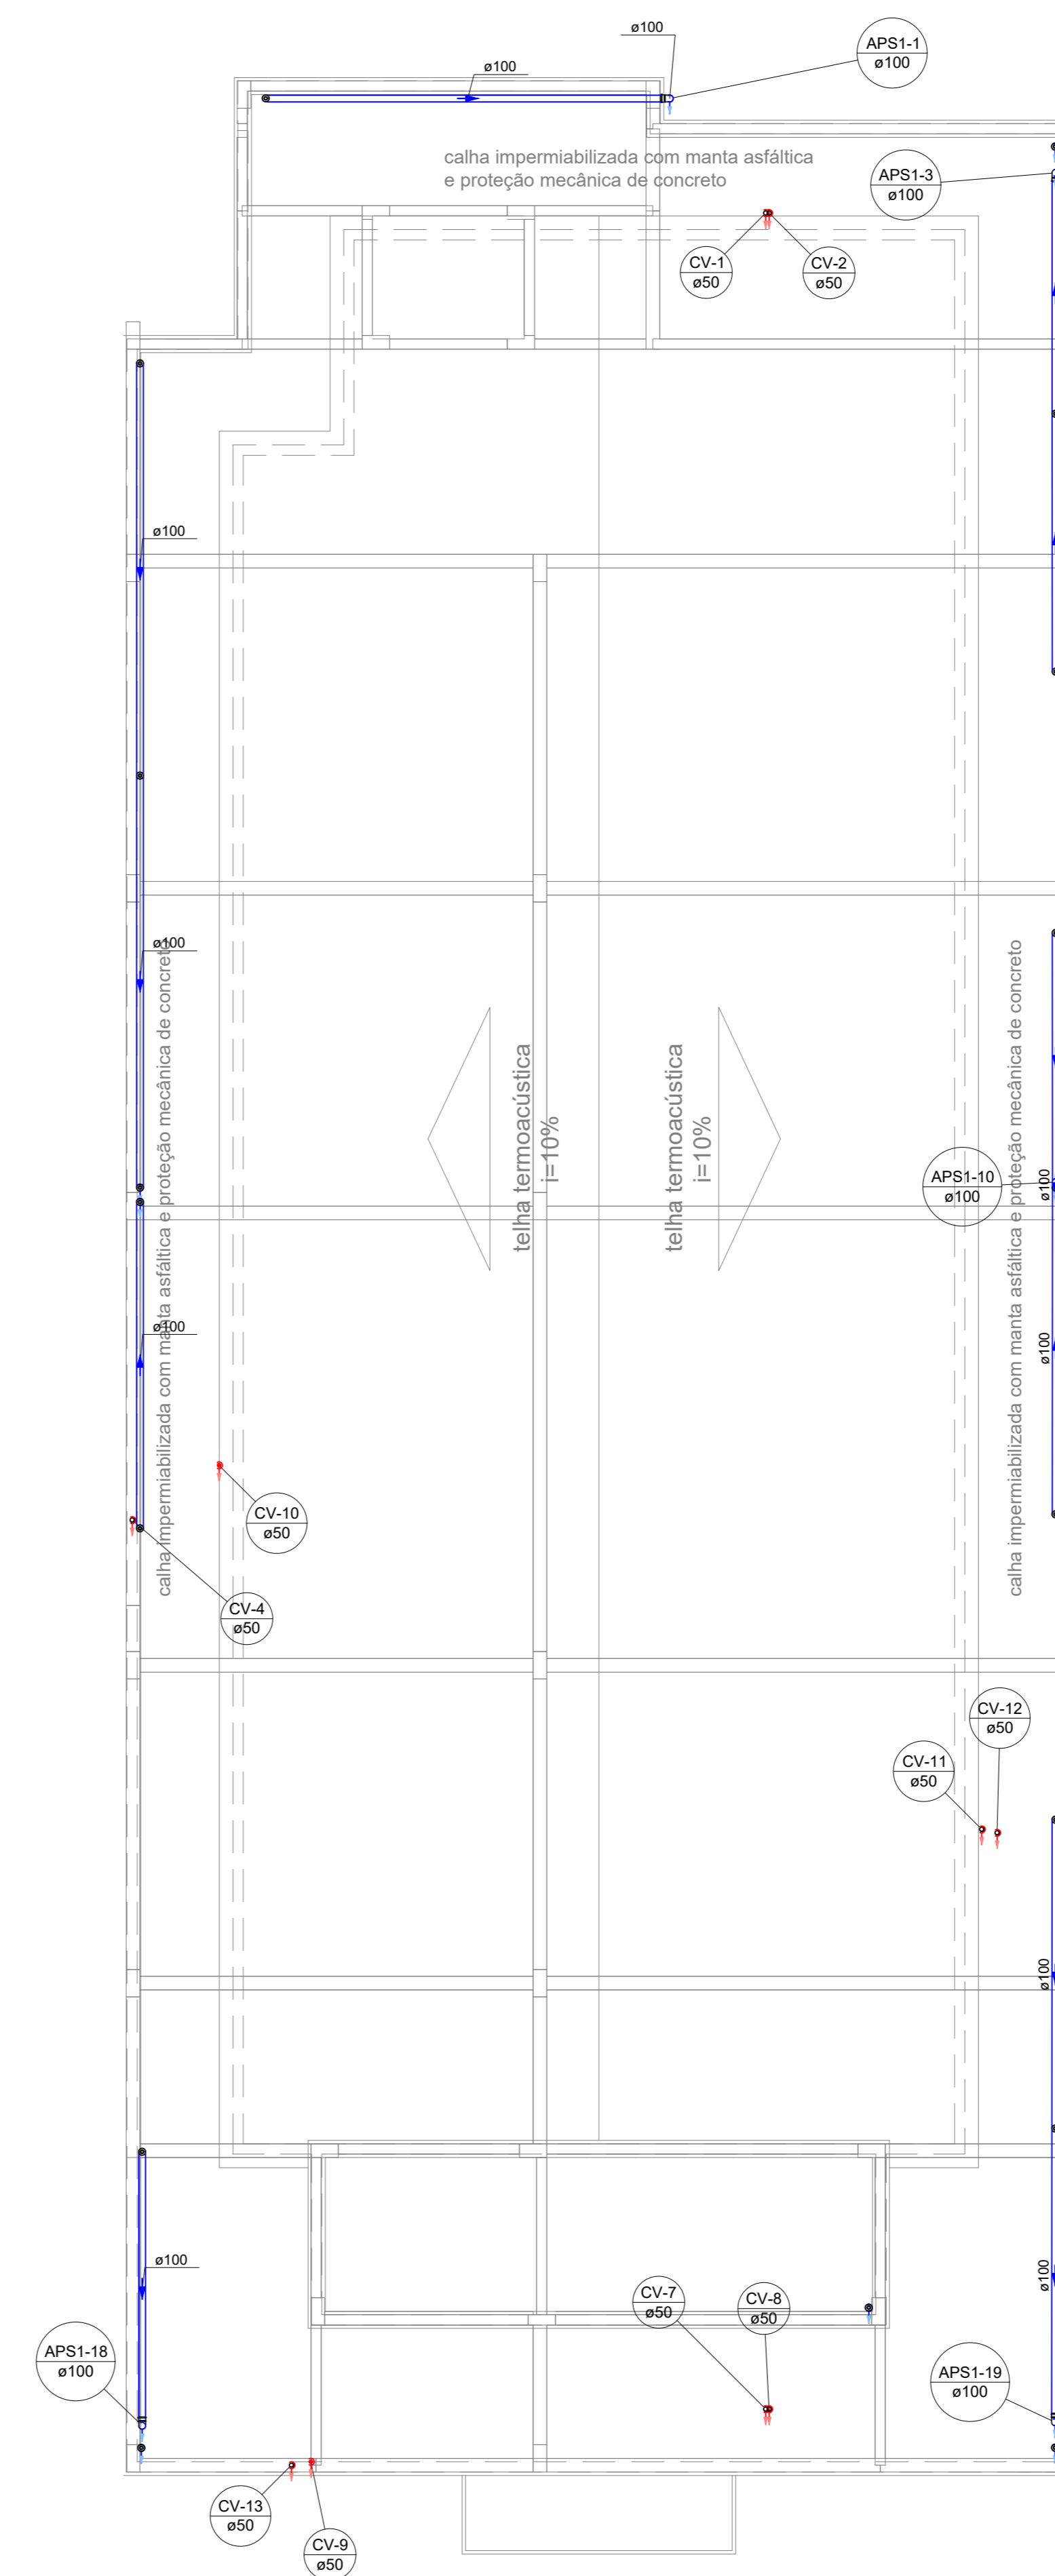 ø100
APS1-1
ø100
ø100
calha impermiabilizada com manta asfáltica
e proteção mecânica de concreto
APS1-3
ø100
CV-1
ø50
CV-2
ø50
ø100
ø100
calha impermiabilizada com manta asfáltica e proteção mecânica de concreto
telha termoacústica
i=10%
telha termoacústica
i=10%
calha impermiabilizada com manta asfáltica e proteção mecânica de concreto
APS1-10
ø100
ø100
ø100
ø100
CV-10
ø50
CV-4
ø50
CV-12
ø50
CV-11
ø50
ø100
ø100
ø100
CV-7
ø50
CV-8
ø50
APS1-18
ø100
APS1-19
ø100
CV-13
ø50
CV-9
ø50